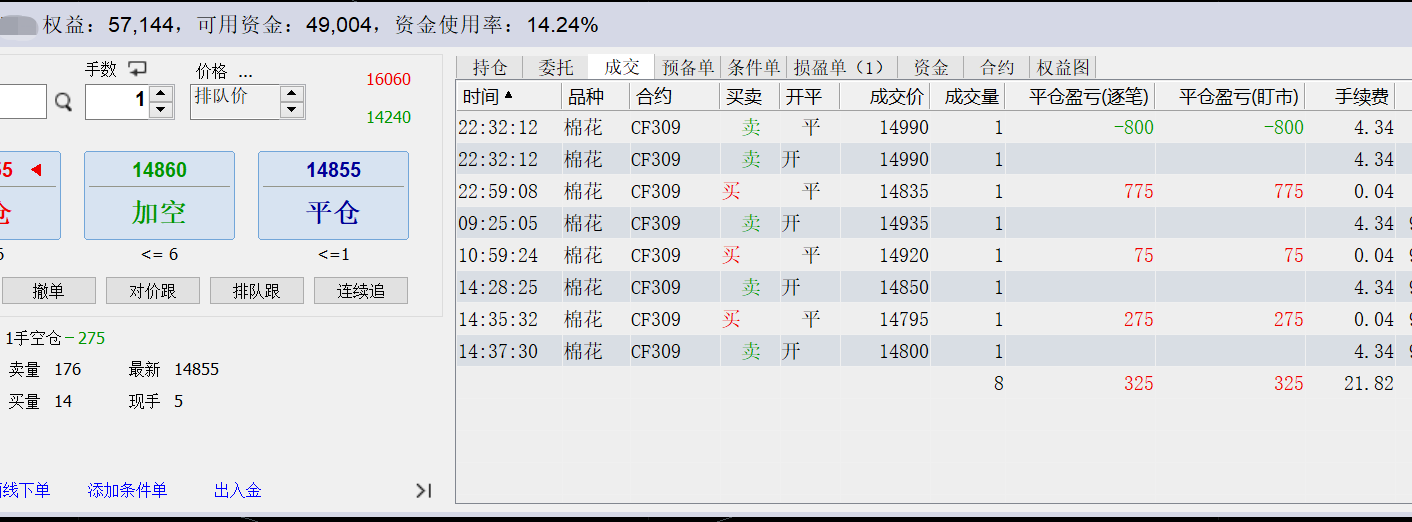 权益：57,144，可用资金：49,004，资金使用率：14.24%
手数 价格 ...
1 排队价
16060
14240
14860 14855
加空 平仓
<= 6 <=1
撤单 对价跟 排队跟 连续追
1手空仓 -275
卖量 176 最新 14855
买量 14 现手 5
添加条件单 出入金
持仓 委托 成交 预备单 条件单 损盈单（1） 资金 合约 权益图
时间 品种 合约 买卖 开平 成交价 成交量 平仓盈亏(逐笔) 平仓盈亏(盯市) 手续费
22:32:12 棉花 CF309 卖 平 14990 1 -800 -800 4.34
22:32:12 棉花 CF309 卖 开 14990 1 4.34
22:59:08 棉花 CF309 买 平 14835 1 775 775 0.04
09:25:05 棉花 CF309 卖 开 14935 1 4.34
10:59:24 棉花 CF309 买 平 14920 1 75 75 0.04
14:28:25 棉花 CF309 卖 开 14850 1 4.34
14:35:32 棉花 CF309 买 平 14795 1 275 275 0.04
14:37:30 棉花 CF309 卖 开 14800 1 4.34
8 325 325 21.82